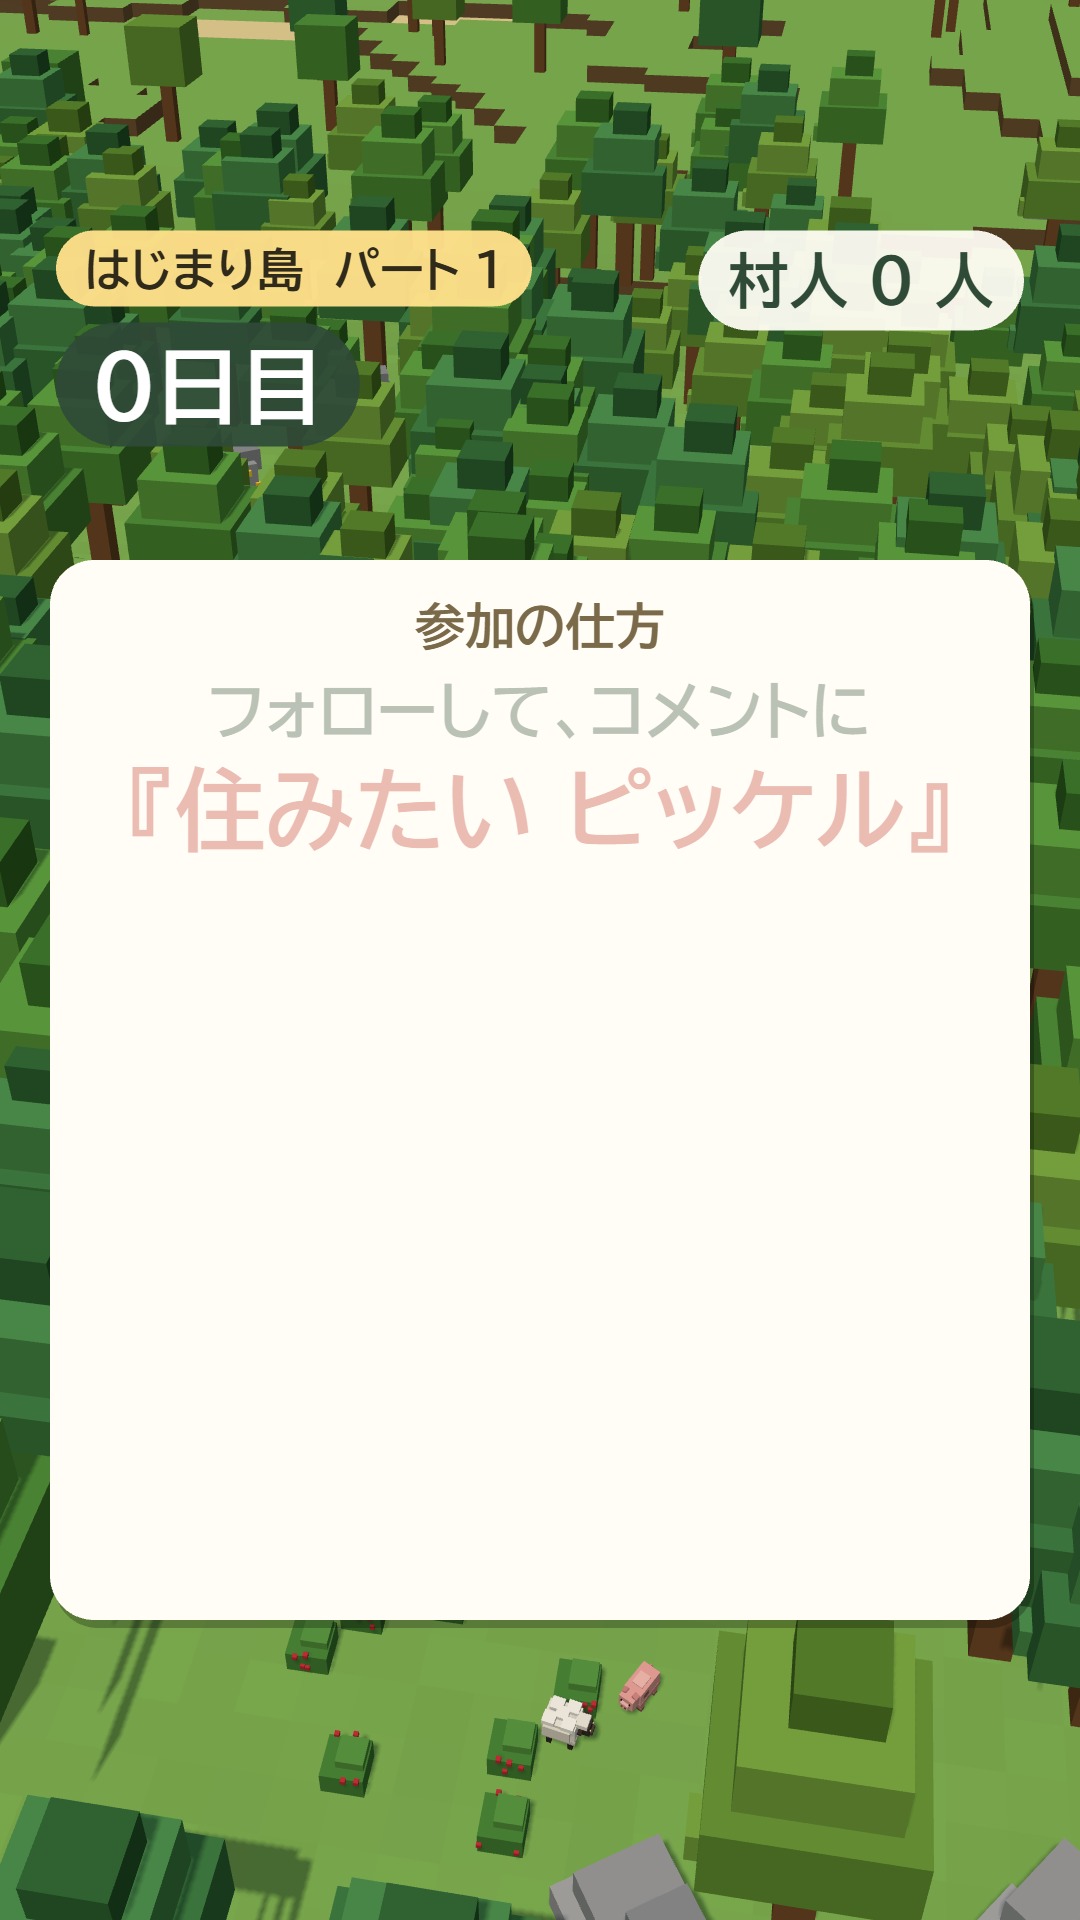 はじまり島 パート 1
村人 0 人
0日目
参加の仕方
フォローして、コメントに
『住みたい ピッケル』